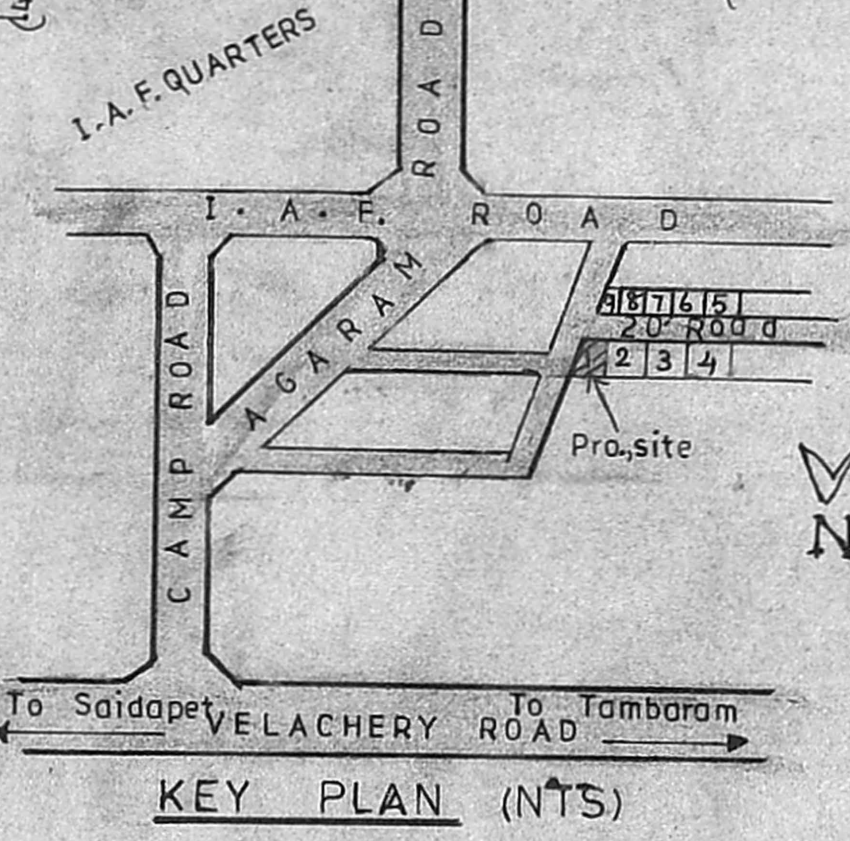 I.A.F. QUARTERS
ROAD
I. A. F. ROAD
AGARAM
CAMP ROAD
9 8 7 6 5
20' Road
1 2 3 4
Pro.,site
N
To Saidapet
To Tambaram
VELACHERY ROAD
KEY PLAN (NTS)